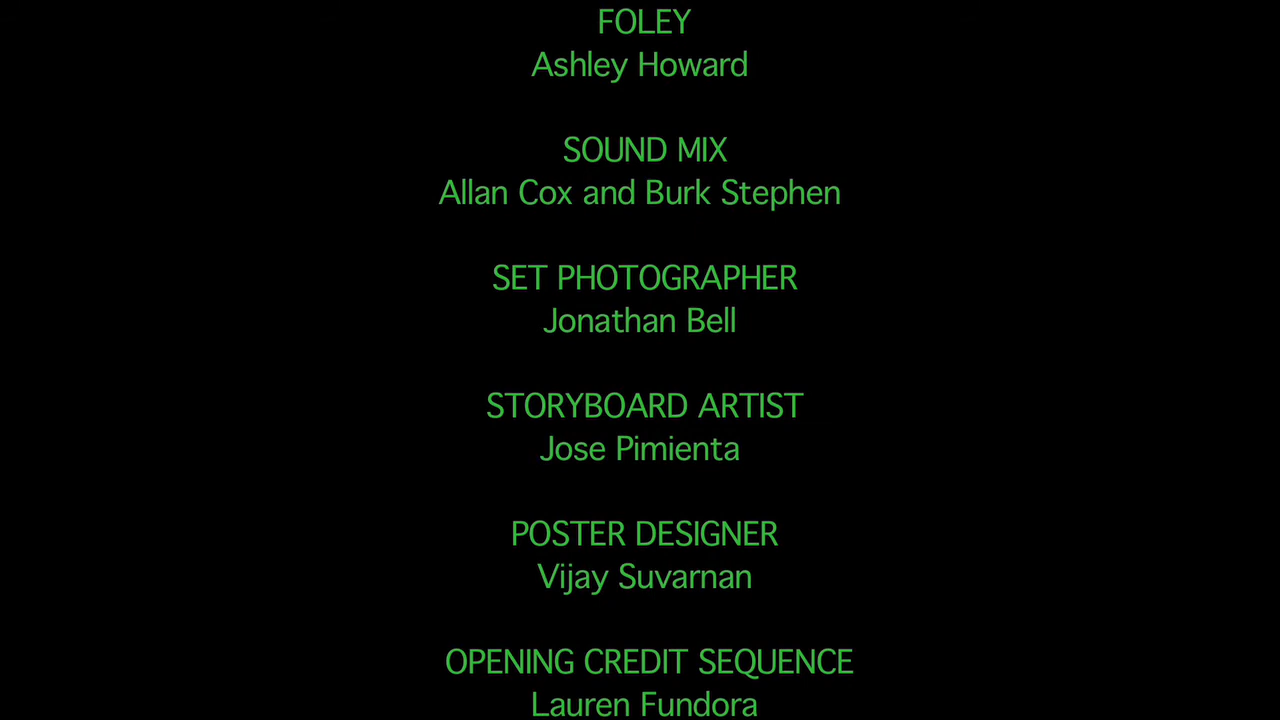 FOLEY
Ashley Howard
SOUND MIX
Allan Cox and Burk Stephen
SET PHOTOGRAPHER
Jonathan Bell
STORYBOARD ARTIST
Jose Pimienta
POSTER DESIGNER
Vijay Suvarnan
OPENING CREDIT SEQUENCE
Lauren Fundora